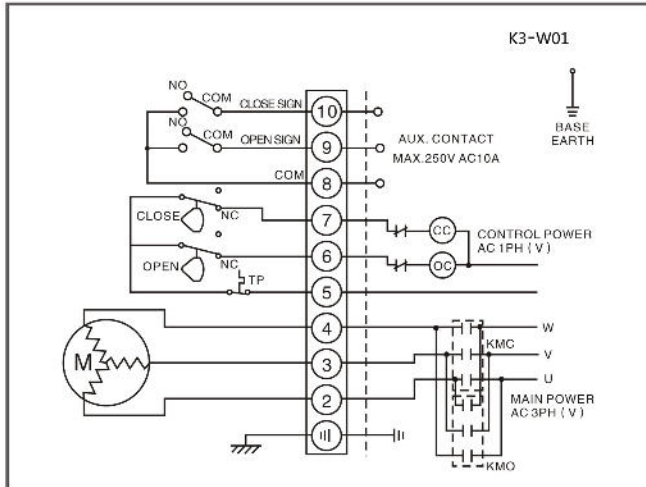 K3-W01
NO
COM
CLOSE SIGN
10
NO
COM
OPEN SIGN
9
AUX. CONTACT
MAX.250V AC10A
BASE
EARTH
COM
8
CLOSE
NC
7
CC
CONTROL POWER
AC 1PH ( V )
OPEN
NC
6
OC
TP
5
4
W
KMC
M
3
V
U
2
MAIN POWER
AC 3PH ( V )
KMO